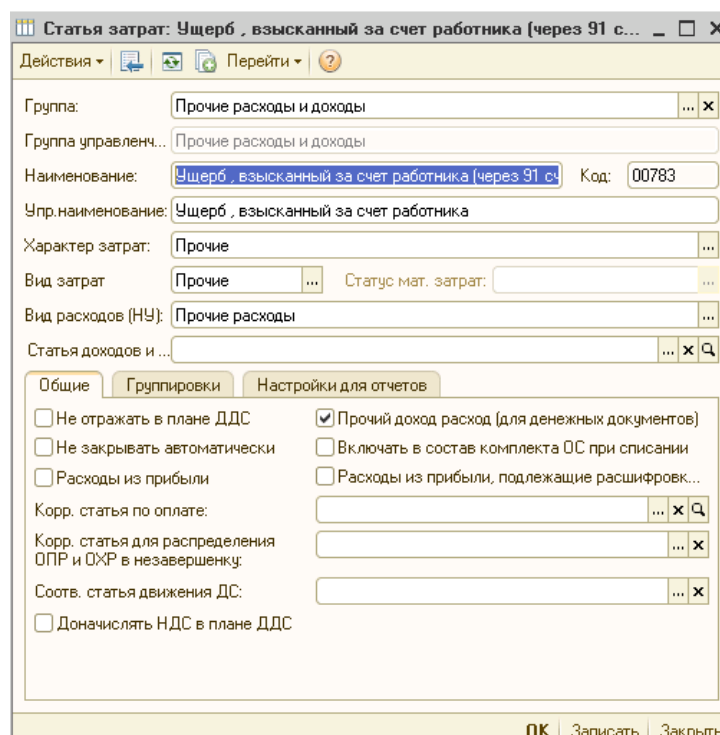 Статья затрат: Ущерб , взысканный за счет работника (через 91 с...
Действия Перейти
Группа: Прочие расходы и доходы
Группа управленч... Прочие расходы и доходы
Наименование: Ущерб , взысканный за счет работника (через 91 сч Код: 00783
Упр.наименование: Ущерб , взысканный за счет работника
Характер затрат: Прочие
Вид затрат Прочие Статус мат. затрат:
Вид расходов (НУ): Прочие расходы
Статья доходов и ...
Общие Группировки Настройки для отчетов
Не отражать в плане ДДС Прочий доход расход (для денежных документов)
Не закрывать автоматически Включать в состав комплекта ОС при списании
Расходы из прибыли Расходы из прибыли, подлежащие расшифровк...
Корр. статья по оплате:
Корр. статья для распределения
ОПР и ОХР в незавершенку:
Соотв. статья движения ДС:
Доначислять НДС в плане ДДС
OK Записать Закрыть